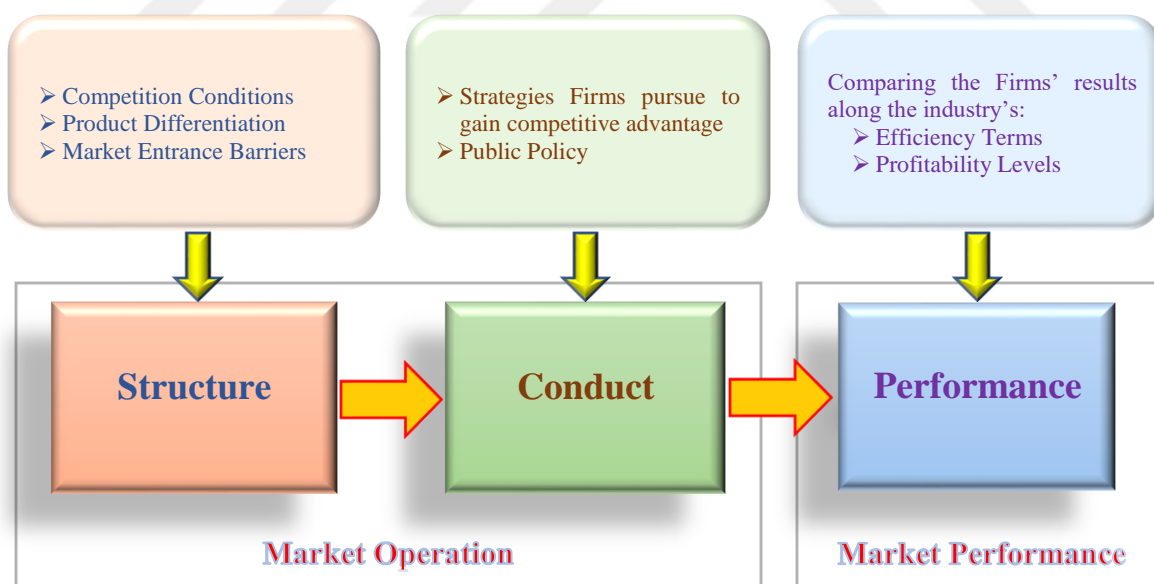 ➢ Competition Conditions
➢ Product Differentiation
➢ Market Entrance Barriers
➢ Strategies Firms pursue to
gain competitive advantage
➢ Public Policy
Comparing the Firms' results
along the industry's:
➢ Efficiency Terms
➢ Profitability Levels
Structure
Conduct
Performance
Market Operation
Market Performance